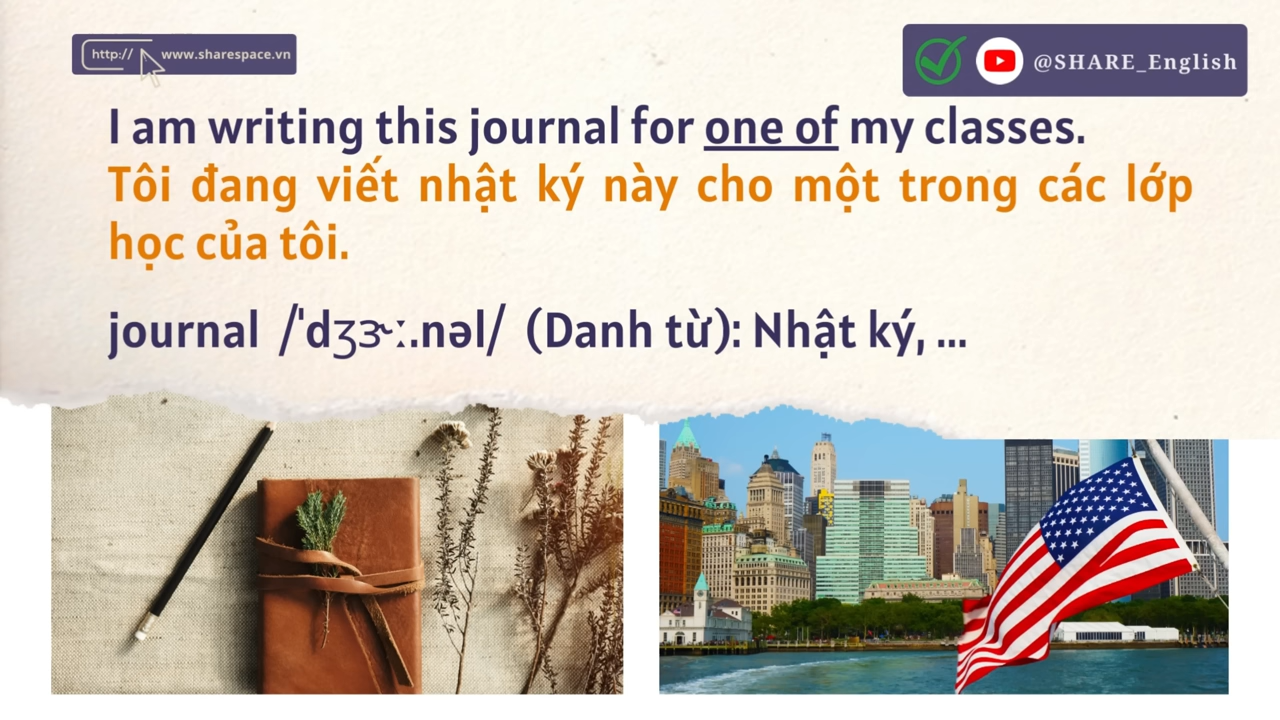 http:// www.sharespace.vn
@SHARE_English
I am writing this journal for one of my classes.
Tôi đang viết nhật ký này cho một trong các lớp
học của tôi.
journal /ˈdʒɝː.nəl/ (Danh từ): Nhật ký, ...